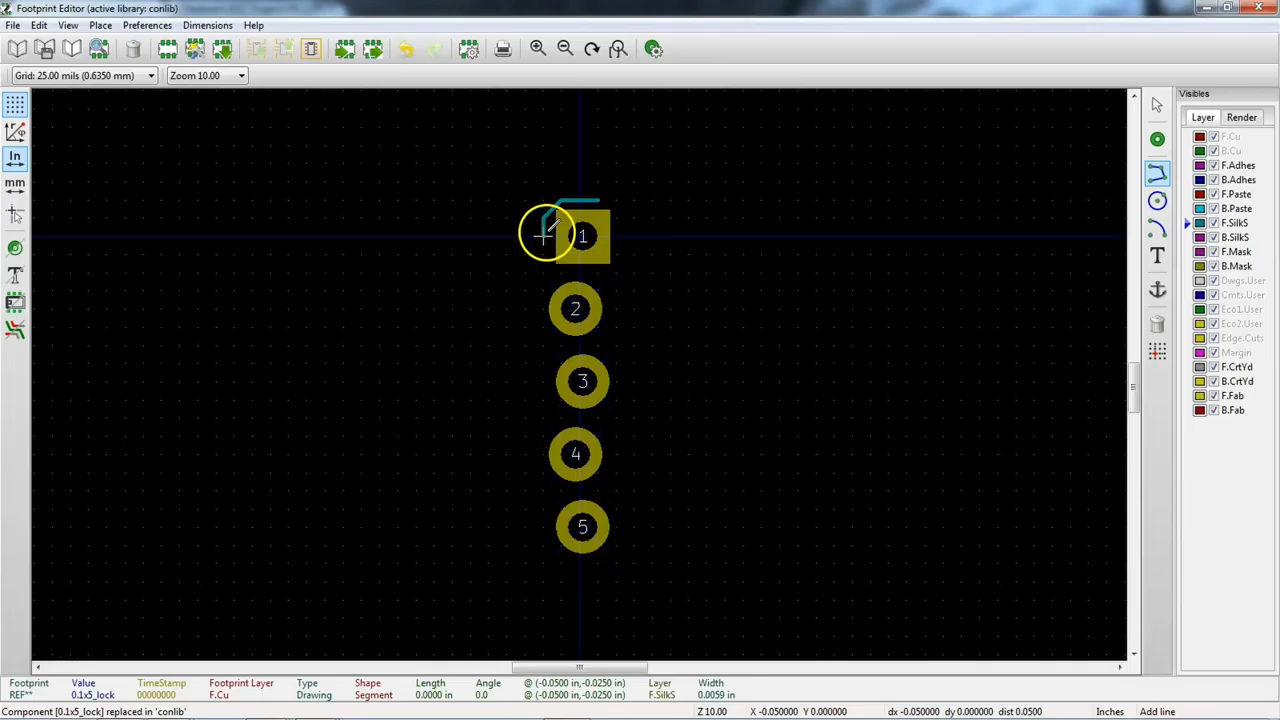 Footprint Editor (active library: conlib)
File Edit View Place Preferences Dimensions Help
Grid: 25.00 mils (0.6350 mm) Zoom 10.00
In
mm
1
2
3
4
5
Visibles
Layer Render
F.Cu
B.Cu
F.Adhes
B.Adhes
F.Paste
B.Paste
F.SilkS
B.SilkS
F.Mask
B.Mask
Dwgs.User
Cmts.User
Eco1.User
Eco2.User
Edge.Cuts
Margin
F.CrtYd
B.CrtYd
F.Fab
B.Fab
Footprint Value TimeStamp Footprint Layer Type Shape Length Angle @ (-0.0500 in,-0.0250 in) Layer Width
REF** 0.1x5_lock 00000000 F.Cu Drawing Segment 0.0000 in 0.0 @ (-0.0500 in,-0.0250 in) F.SilkS 0.0059 in
Component [0.1x5_lock] replaced in 'conlib' Z 10.00 X -0.050000 Y 0.000000 dx -0.050000 dy 0.000000 dist 0.0500 Inches Add line